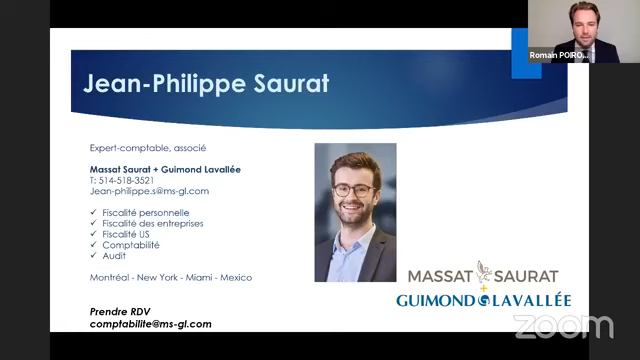 Jean-Philippe Saurat
Romain POIRO...
Expert-comptable, associé
Massat Saurat + Guimond Lavallée
T: 514-518-3521
Jean-philippe.s@ms-gl.com
✓ Fiscalité personnelle
✓ Fiscalité des entreprises
✓ Fiscalité US
✓ Comptabilité
✓ Audit
Montréal - New York - Miami - Mexico
Prendre RDV
comptabilite@ms-gl.com
MASSAT SAURAT
+
GUIMOND LAVALLÉE
zoom